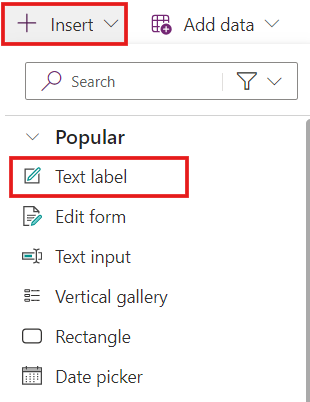 Insert Add data
Search
Popular
Text label
Edit form
Text input
Vertical gallery
Rectangle
Date picker